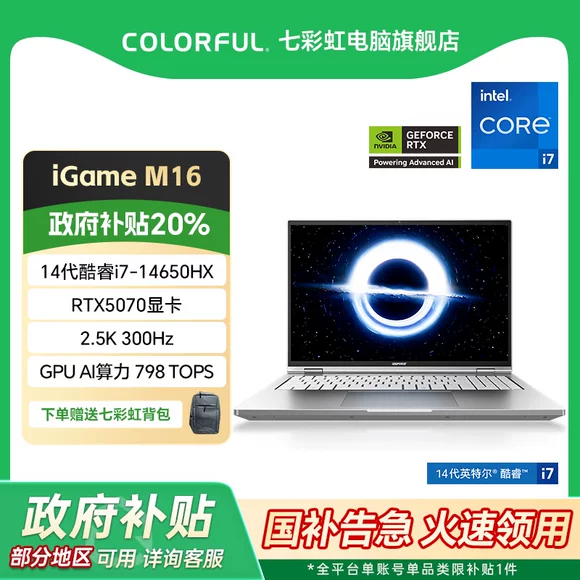 COLORFUL® 七彩虹电脑旗舰店
intel
CORE™
i7
NVIDIA
GEFORCE
RTX
Powering Advanced AI
iGame M16
政府补贴20%
14代酷睿i7-14650HX
RTX5070显卡
2.5K 300Hz
GPU AI算力 798 TOPS
下单赠送七彩虹背包
14代英特尔® 酷睿™ i7
政府补贴
部分地区 可用 详询客服
国补告急 火速领用
*全平台单账号单品类限补贴1件